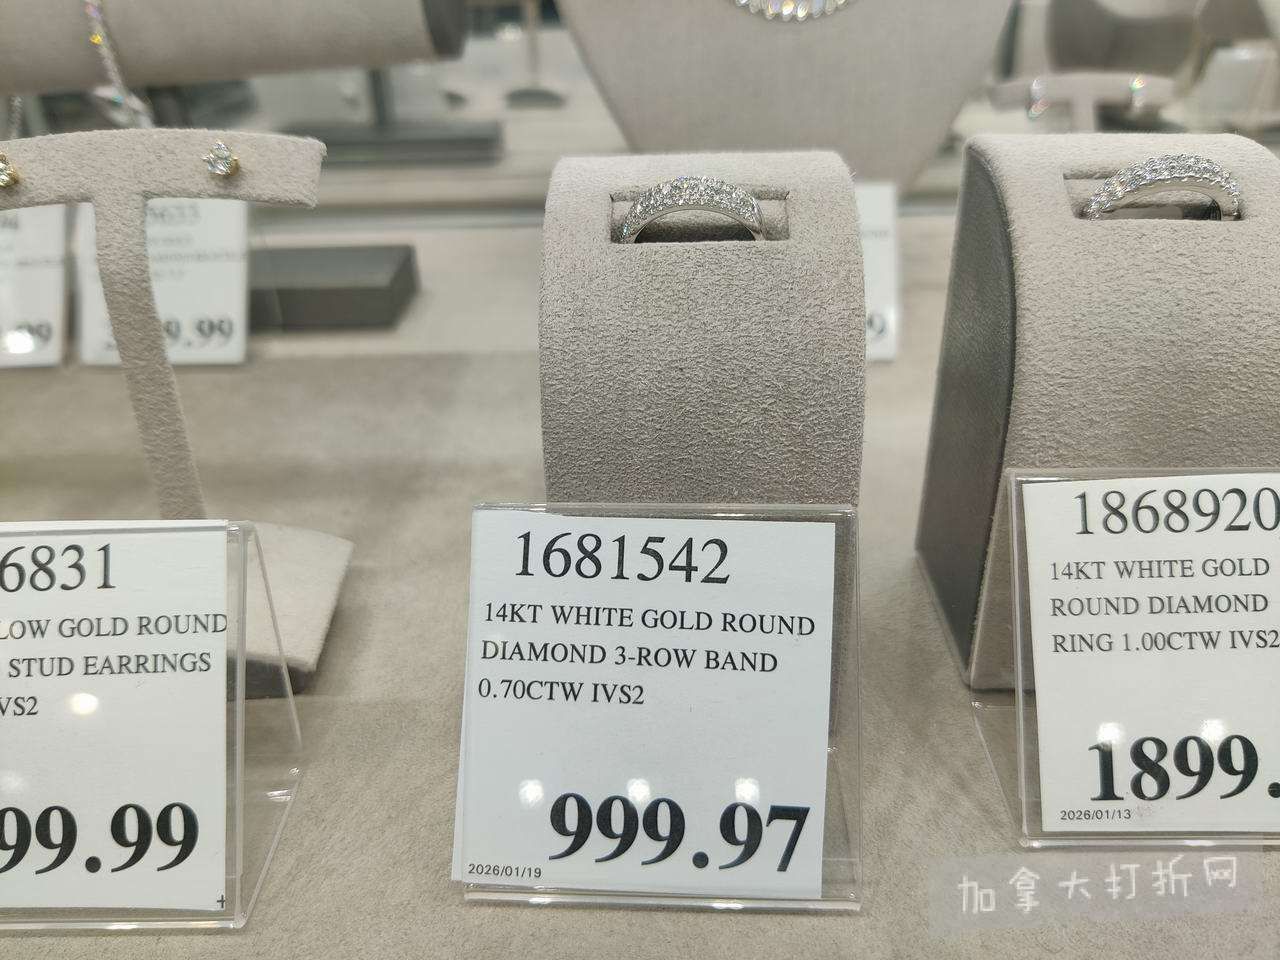 6831
LOW GOLD ROUND
STUD EARRINGS
VS2
99.99
+
1681542
14KT WHITE GOLD ROUND
DIAMOND 3-ROW BAND
0.70CTW IVS2
999.97
2026/01/19
1868920
14KT WHITE GOLD
ROUND DIAMOND
RING 1.00CTW IVS2
1899.
2026/01/13
9.99
加拿大打折网